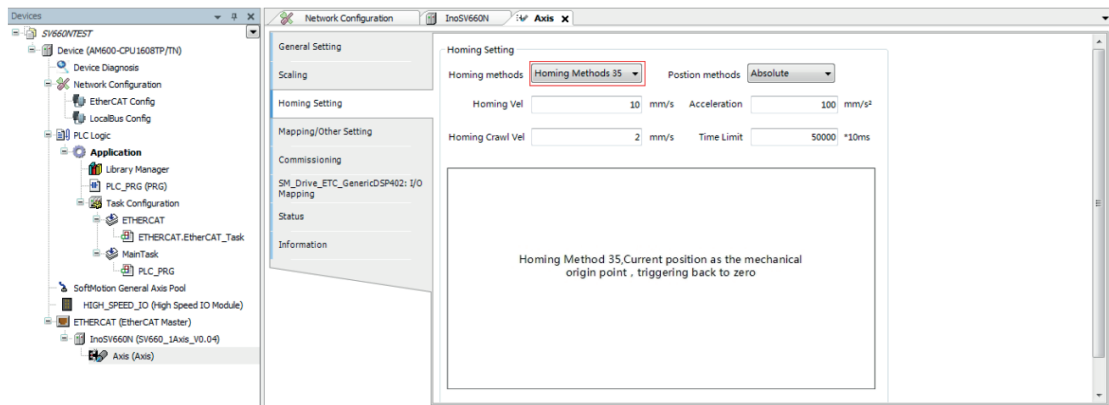 Devices
SV660NTEST
Device (AM600-CPU1608TP/TN)
Device Diagnosis
Network Configuration
EtherCAT Config
LocalBus Config
PLC Logic
Application
Library Manager
PLC_PRG (PRG)
Task Configuration
ETHERCAT
ETHERCAT.EtherCAT_Task
MainTask
PLC_PRG
SoftMotion General Axis Pool
HIGH_SPEED_IO (High Speed IO Module)
ETHERCAT (EtherCAT Master)
InoSV660N (SV660_1Axis_V0.04)
Axis (Axis)
Network Configuration InoSV660N Axis X
General Setting
Scaling
Homing Setting
Mapping/Other Setting
Commissioning
SM_Drive_ETC_GenericDSP402: I/O
Mapping
Status
Information
Homing Setting
Homing methods Homing Methods 35 Postion methods Absolute
Homing Vel 10 mm/s Acceleration 100 mm/s²
Homing Crawl Vel 2 mm/s Time Limit 50000 *10ms
Homing Method 35,Current position as the mechanical
origin point , triggering back to zero